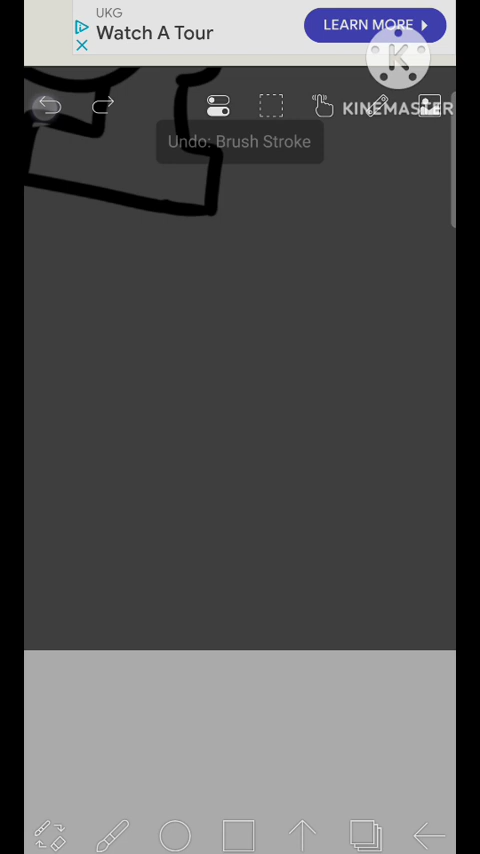 UKG
Watch A Tour
LEARN MORE
K
KINEMASTER
Undo: Brush Stroke